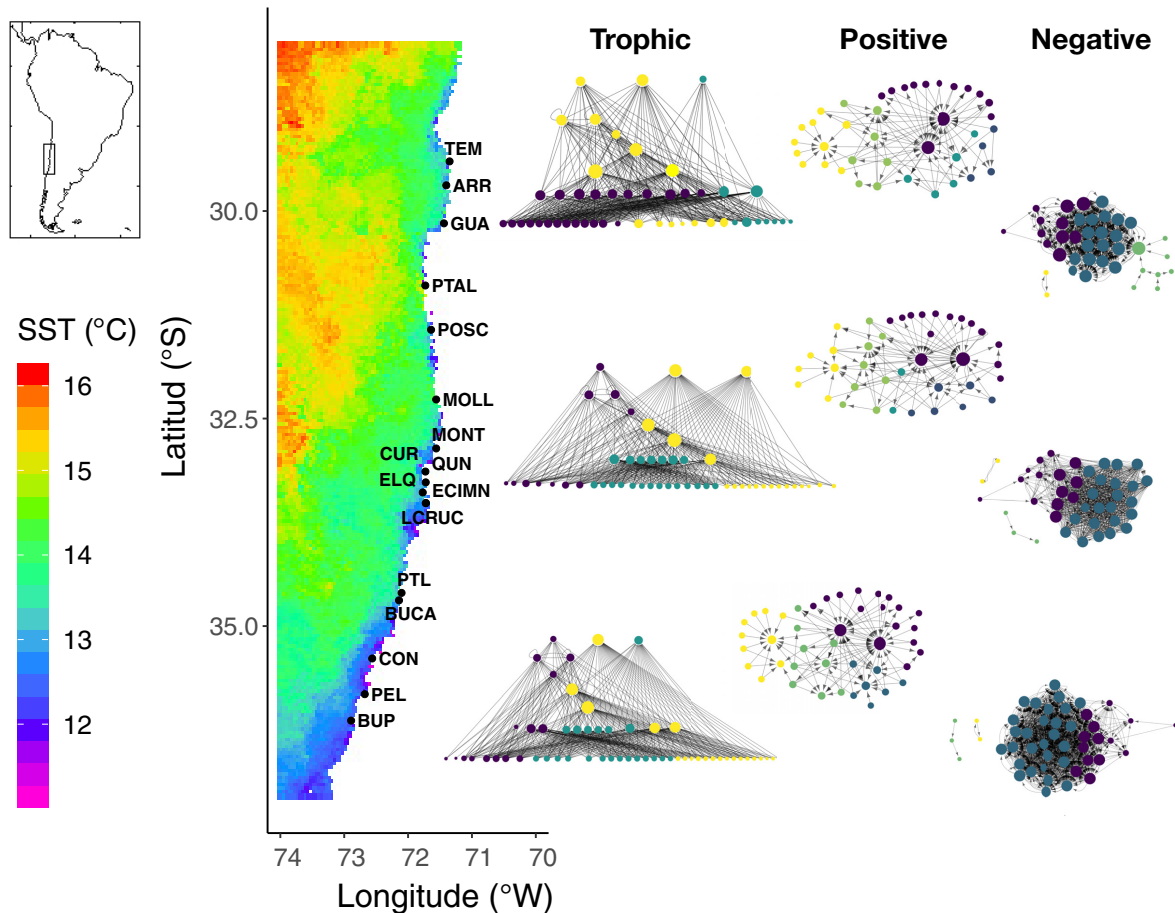 Trophic
Positive
Negative
TEM
ARR
30.0
GUA
PTAL
SST (°C)
POSC
16
Latitud (°S)
MOLL
32.5
MONT
CUR
QUN
15
ELQ
ECIMN
LCRUC
14
PTL
BUCA
35.0
13
CON
PEL
12
BUP
74
73
72
71
70
Longitude (°W)